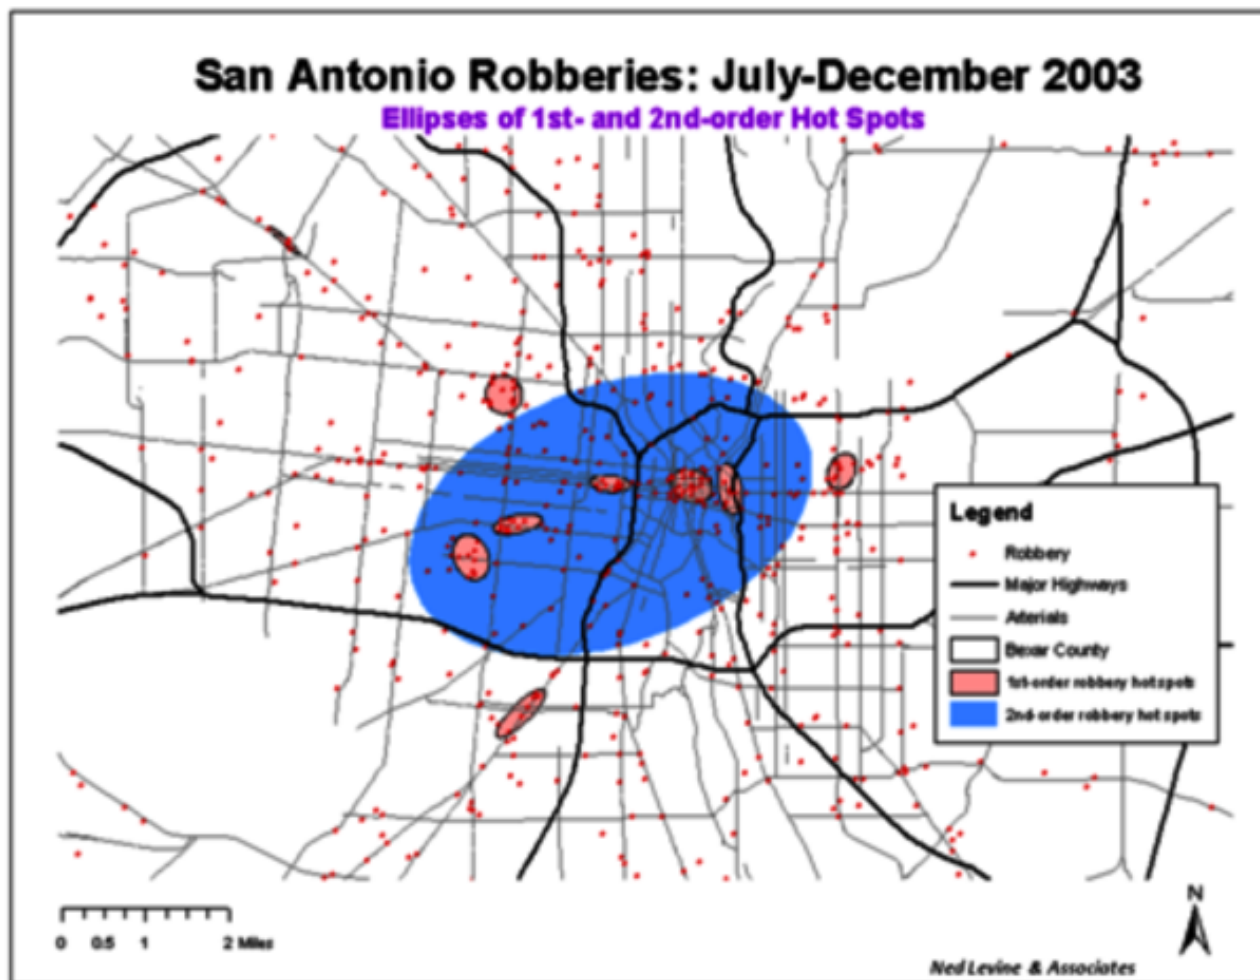 San Antonio Robberies: July-December 2003
Ellipses of 1st- and 2nd-order Hot Spots
Legend
Robbery
Major Highways
Arterials
Bexar County
1st-order robbery hot spots
2nd-order robbery hot spots
0 0.5 1 2 Miles
N
Ned Levine & Associates